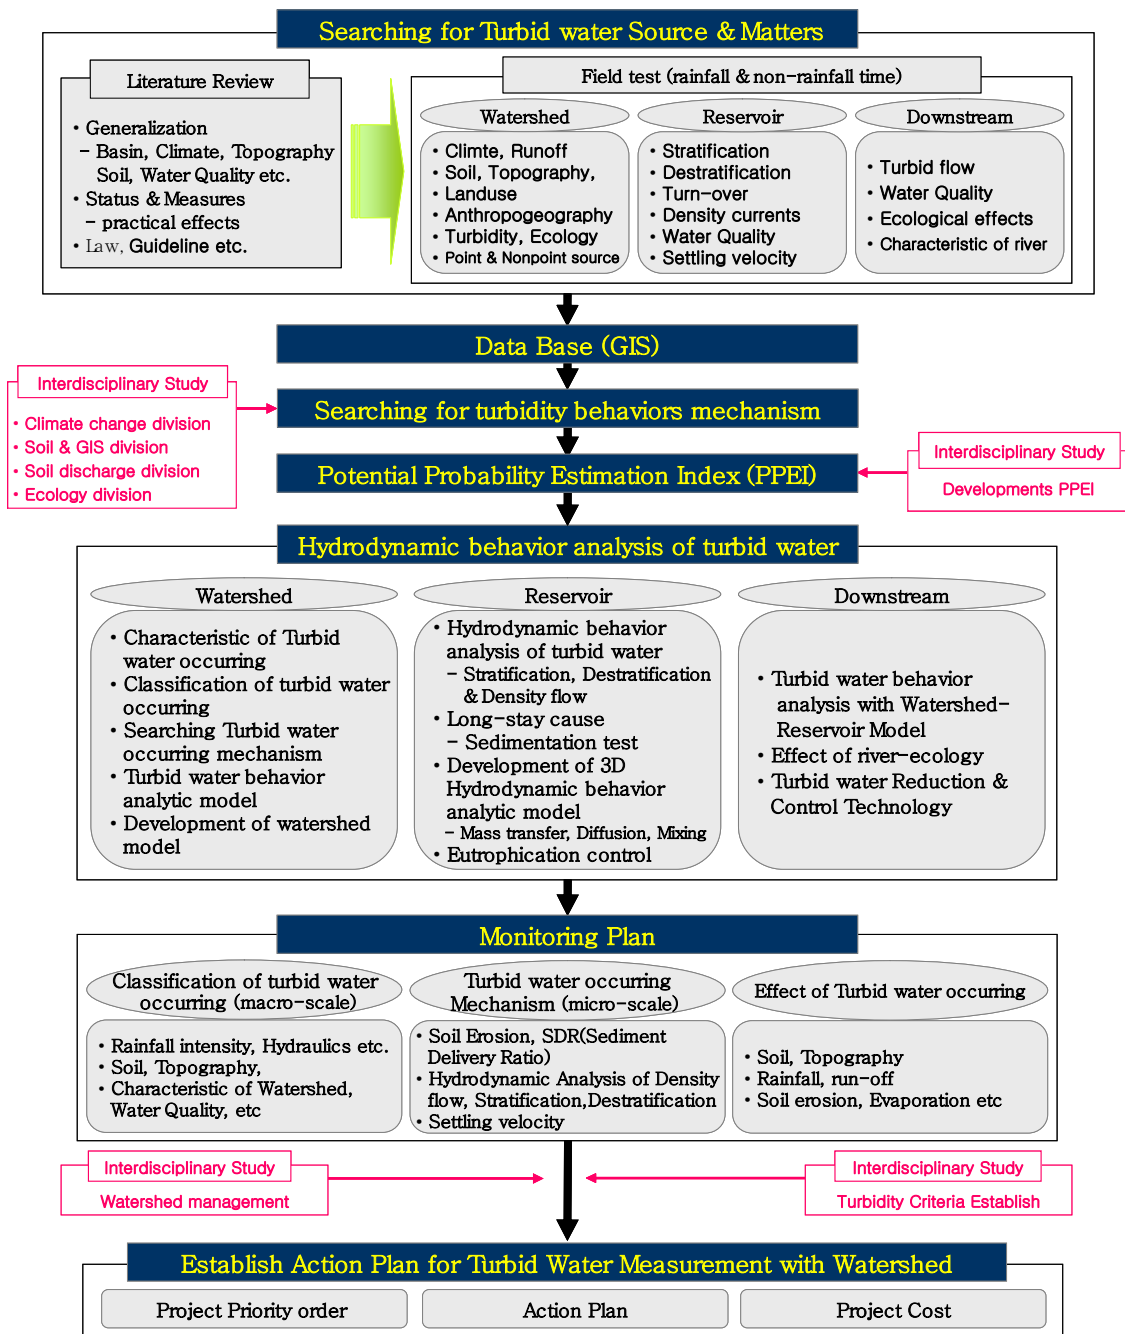 Searching for Turbid water Source & Matters
Literature Review
• Generalization
- Basin, Climate, Topography
Soil, Water Quality etc.
• Status & Measures
- practical effects
• Law, Guideline etc.
Field test (rainfall & non-rainfall time)
Watershed
• Climte, Runoff
• Soil, Topography,
• Landuse
• Anthropogeography
• Turbidity, Ecology
• Point & Nonpoint source
Reservoir
• Stratification
• Destratification
• Turn-over
• Density currents
• Water Quality
• Settling velocity
Downstream
• Turbid flow
• Water Quality
• Ecological effects
• Characteristic of river
Data Base (GIS)
Interdisciplinary Study
• Climate change division
• Soil & GIS division
• Soil discharge division
• Ecology division
Searching for turbidity behaviors mechanism
Potential Probability Estimation Index (PPEI)
Interdisciplinary Study
Developments PPEI
Hydrodynamic behavior analysis of turbid water
Watershed
• Characteristic of Turbid
water occurring
• Classification of turbid water
occurring
• Searching Turbid water
occurring mechanism
• Turbid water behavior
analytic model
• Development of watershed
model
Reservoir
• Hydrodynamic behavior
analysis of turbid water
- Stratification, Destratification
& Density flow
• Long-stay cause
- Sedimentation test
• Development of 3D
Hydrodynamic behavior
analytic model
- Mass transfer, Diffusion, Mixing
• Eutrophication control
Downstream
• Turbid water behavior
analysis with Watershed-
Reservoir Model
• Effect of river-ecology
• Turbid water Reduction &
Control Technology
Monitoring Plan
Classification of turbid water
occurring (macro-scale)
• Rainfall intensity, Hydraulics etc.
• Soil, Topography,
• Characteristic of Watershed,
Water Quality, etc
Turbid water occurring
Mechanism (micro-scale)
• Soil Erosion, SDR(Sediment
Delivery Ratio)
• Hydrodynamic Analysis of Density
flow, Stratification,Destratification
• Settling velocity
Effect of Turbid water occurring
• Soil, Topography
• Rainfall, run-off
• Soil erosion, Evaporation etc
Interdisciplinary Study
Watershed management
Interdisciplinary Study
Turbidity Criteria Establish
Establish Action Plan for Turbid Water Measurement with Watershed
Project Priority order
Action Plan
Project Cost